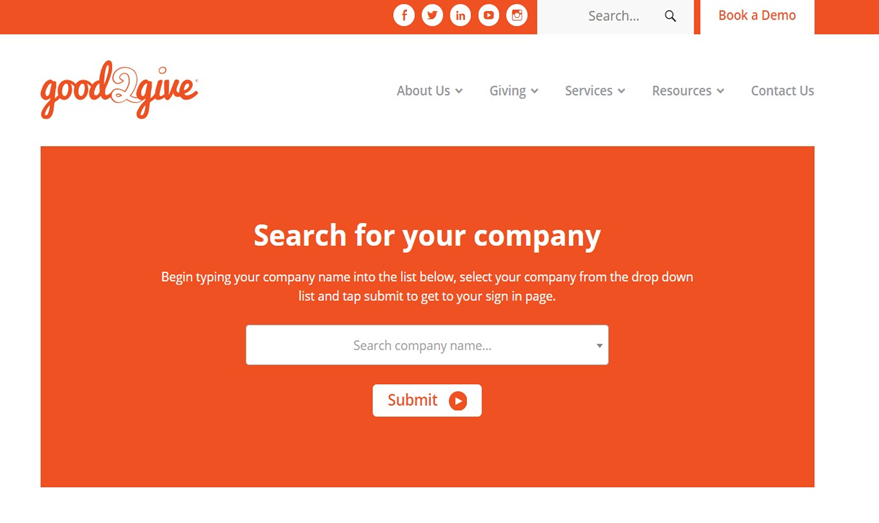 Search...
Book a Demo
good2give
About Us
Giving
Services
Resources
Contact Us
Search for your company
Begin typing your company name into the list below, select your company from the drop down
list and tap submit to get to your sign in page.
Search company name...
Submit